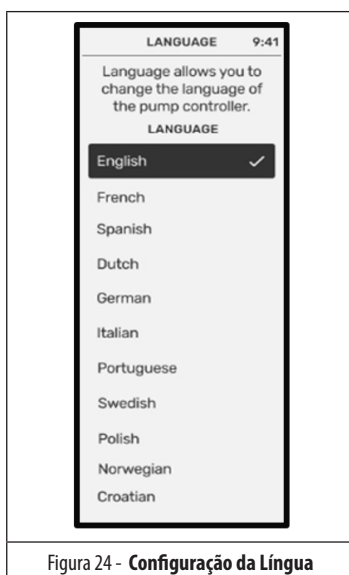 LANGUAGE 9:41
Language allows you to
change the language of
the pump controller.
LANGUAGE
English
French
Spanish
Dutch
German
Italian
Portuguese
Swedish
Polish
Norwegian
Croatian
Figura 24 - Configuração da Língua